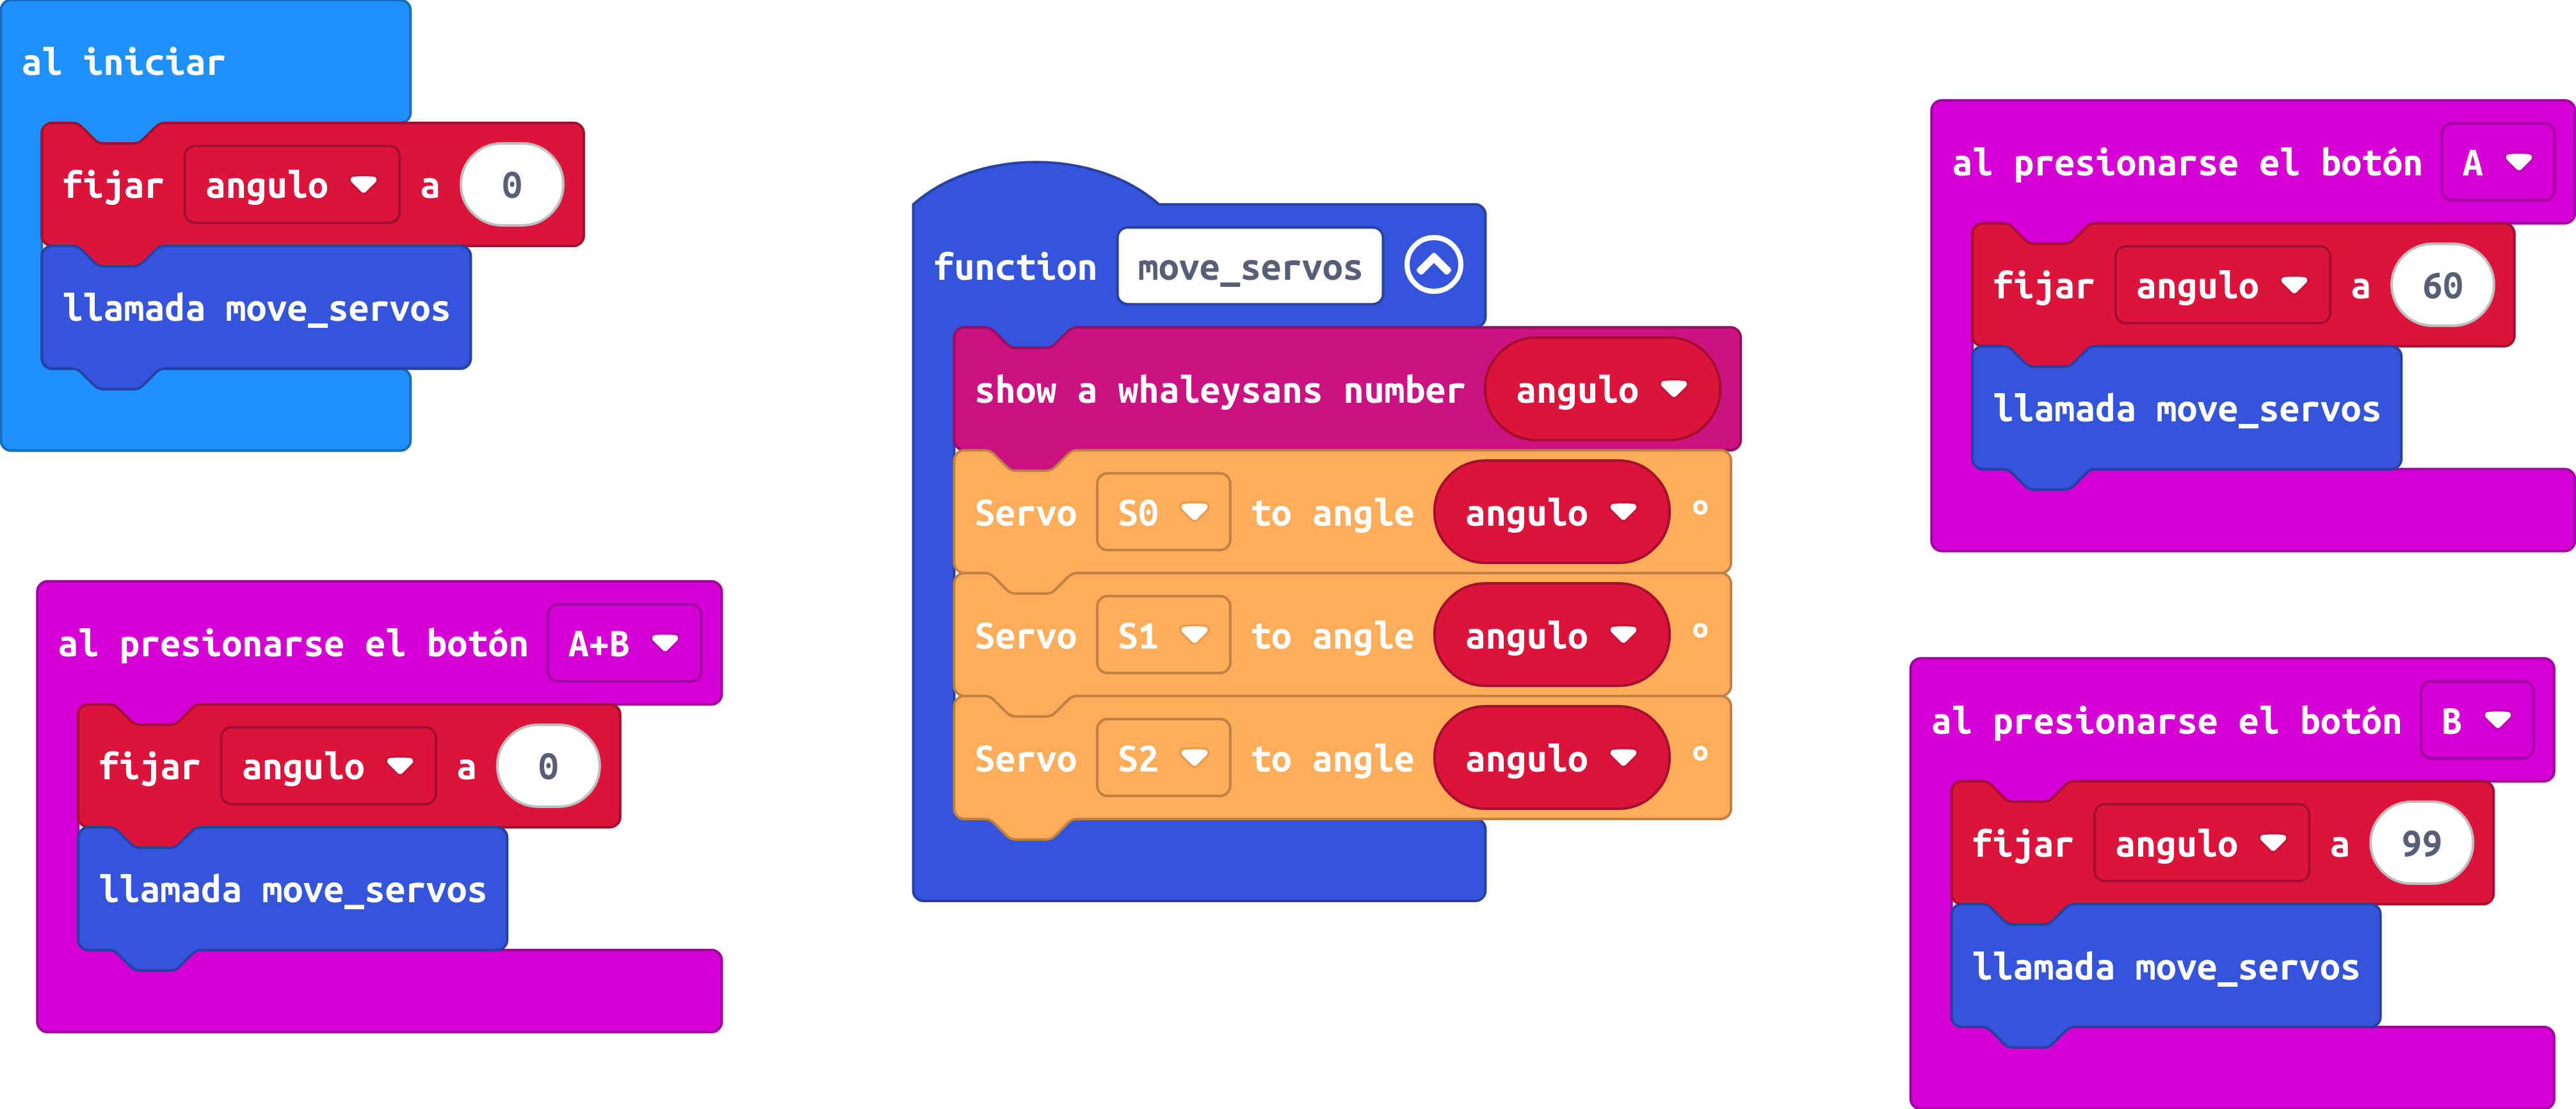 al iniciar
fijar angulo a 0
llamada move_servos
al presionarse el botón A+B
fijar angulo a 0
llamada move_servos
function move_servos
show a whaleysans number angulo
Servo S0 to angle angulo °
Servo S1 to angle angulo °
Servo S2 to angle angulo °
al presionarse el botón A
fijar angulo a 60
llamada move_servos
al presionarse el botón B
fijar angulo a 99
llamada move_servos